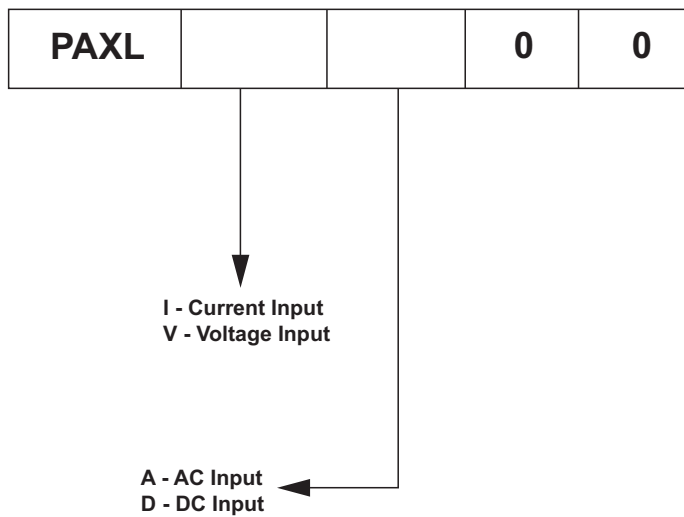 PAXL 0 0
I - Current Input
V - Voltage Input
A - AC Input
D - DC Input